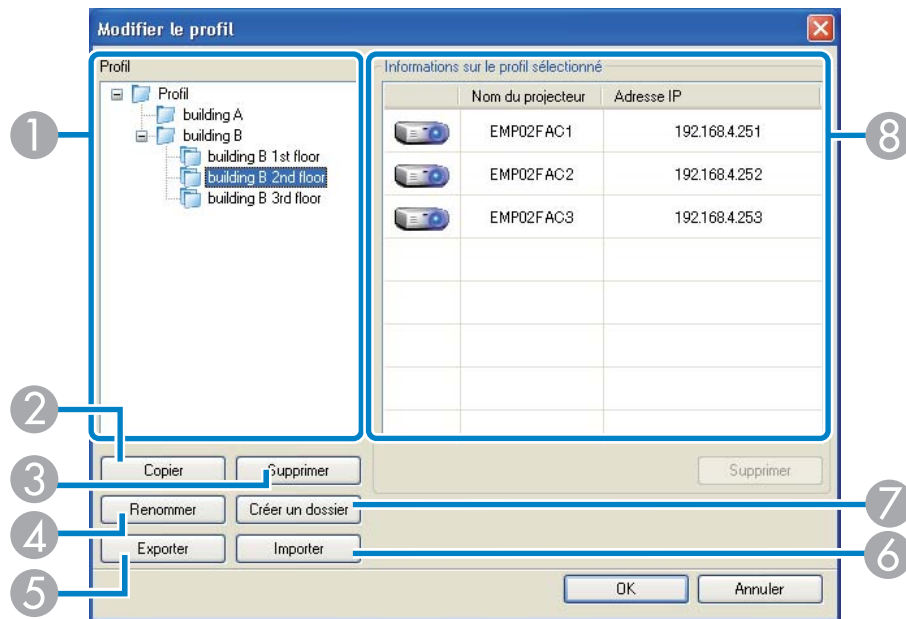 Modifier le profil
Profil
Informations sur le profil sélectionné
Profil
building A
building B
building B 1st floor
building B 2nd floor
building B 3rd floor
Nom du projecteur Adresse IP
EMP02FAC1 192.168.4.251
EMP02FAC2 192.168.4.252
EMP02FAC3 192.168.4.253
1
8
2
3
4
5
7
6
Copier Supprimer Supprimer
Renommer Créer un dossier
Exporter Importer
OK Annuler